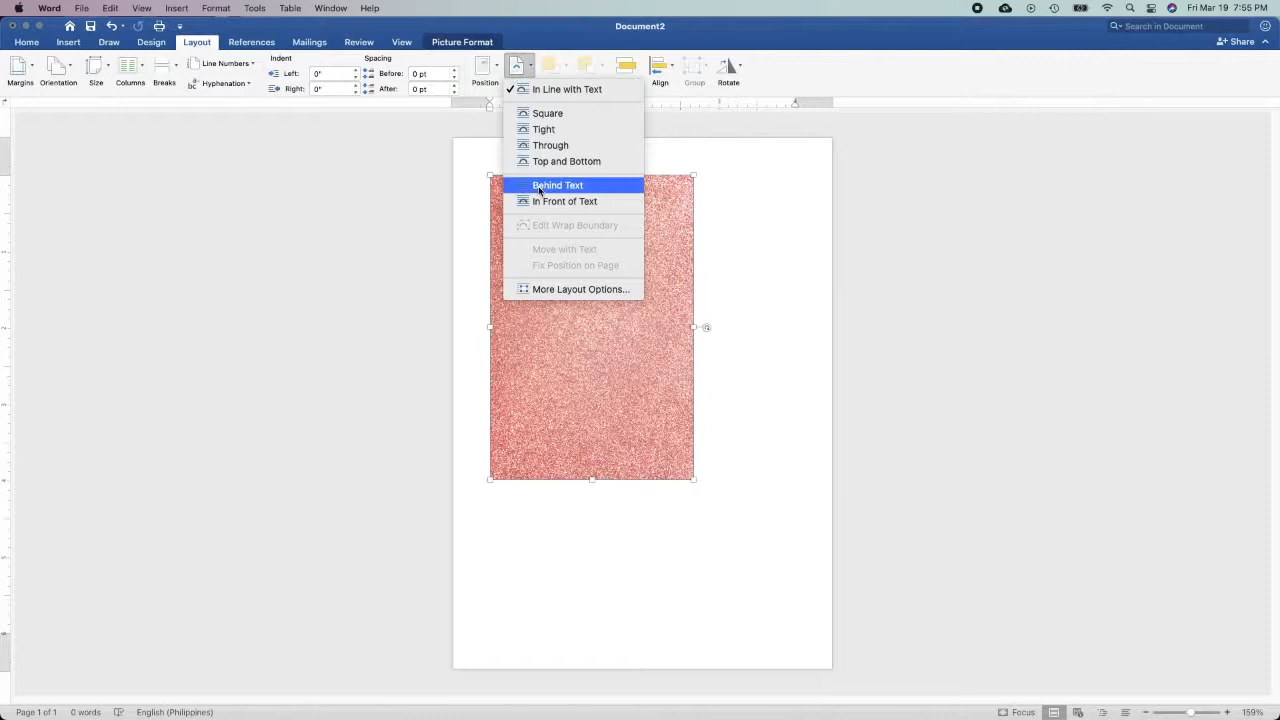 Word File Edit View Insert Format Tools Table Window Help Fri Mar 19 7:55 PM
Document2 Search in Document
Home Insert Draw Design Layout References Mailings Review View Picture Format Share
Margins Orientation Size Columns Breaks Line Numbers Hyphenation Indent Left: 0" Right: 0" Spacing Before: 0 pt After: 0 pt Position Align Group Rotate
In Line with Text
Square
Tight
Through
Top and Bottom
Behind Text
In Front of Text
Edit Wrap Boundary
Move with Text
Fix Position on Page
More Layout Options...
Page 1 of 1 0 words English (Philippines) Focus 159%